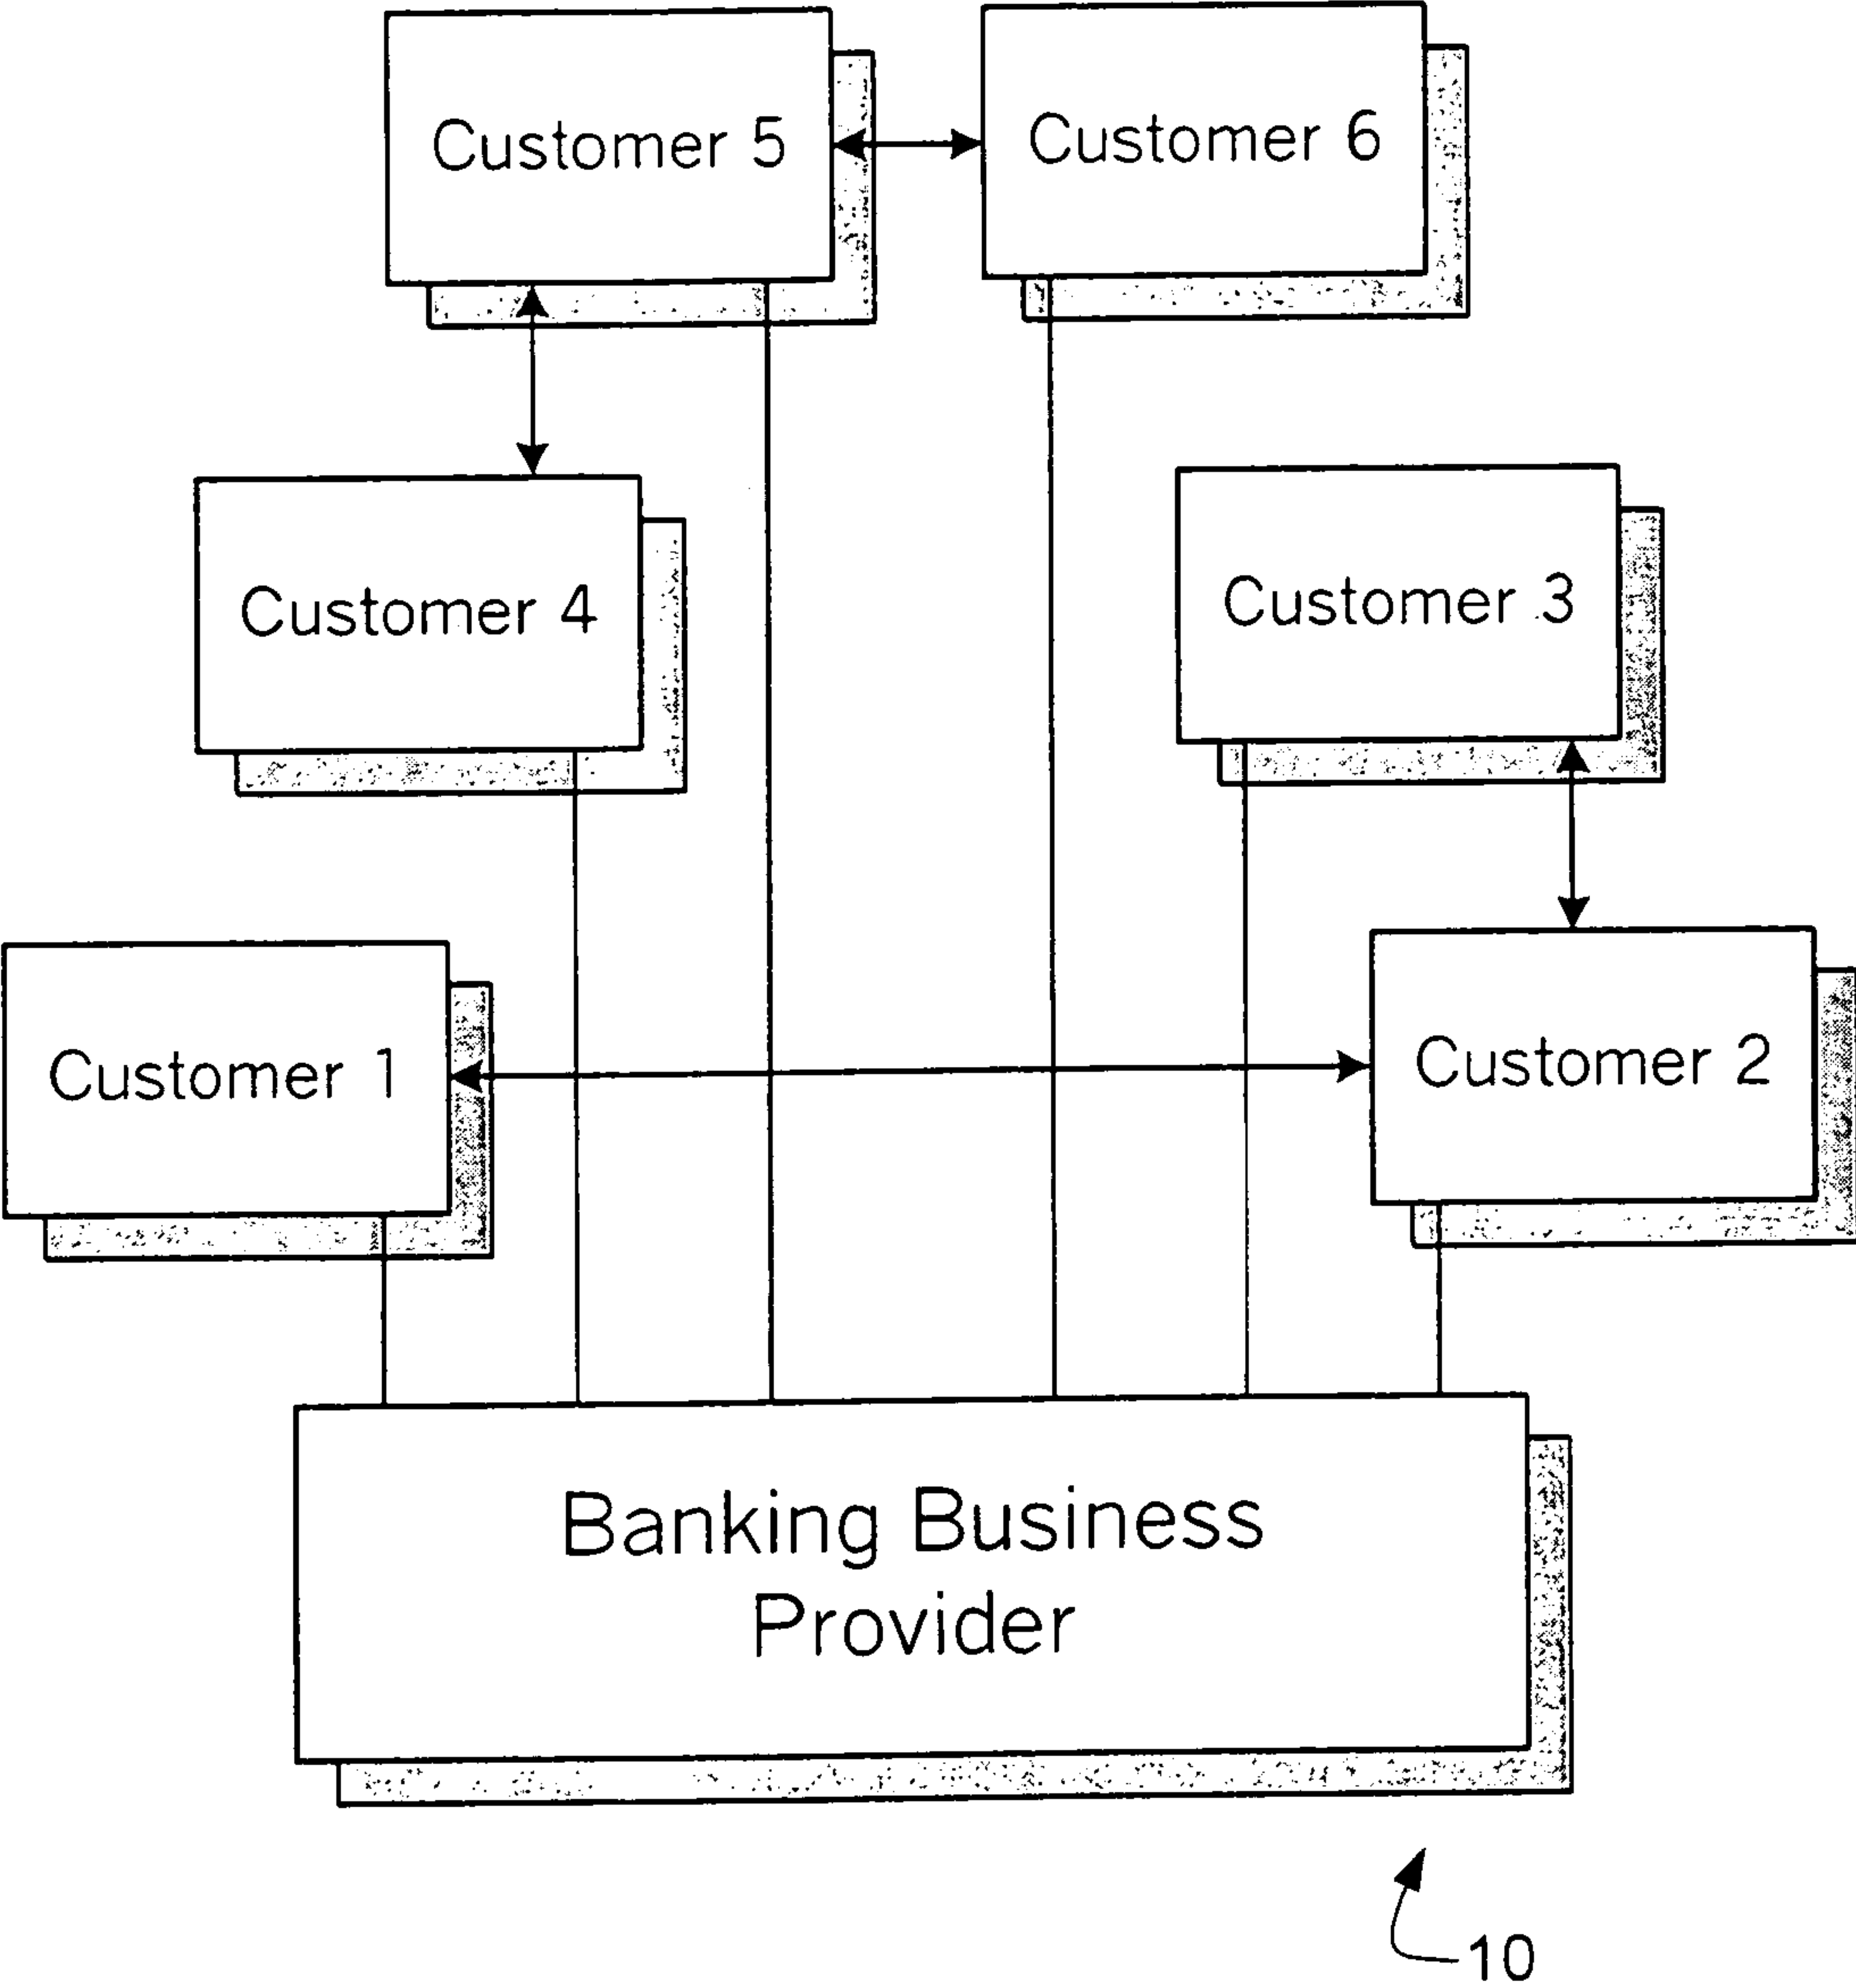 Customer 5
Customer 6
Customer 4
Customer 3
Customer 1
Customer 2
Banking Business
Provider
10